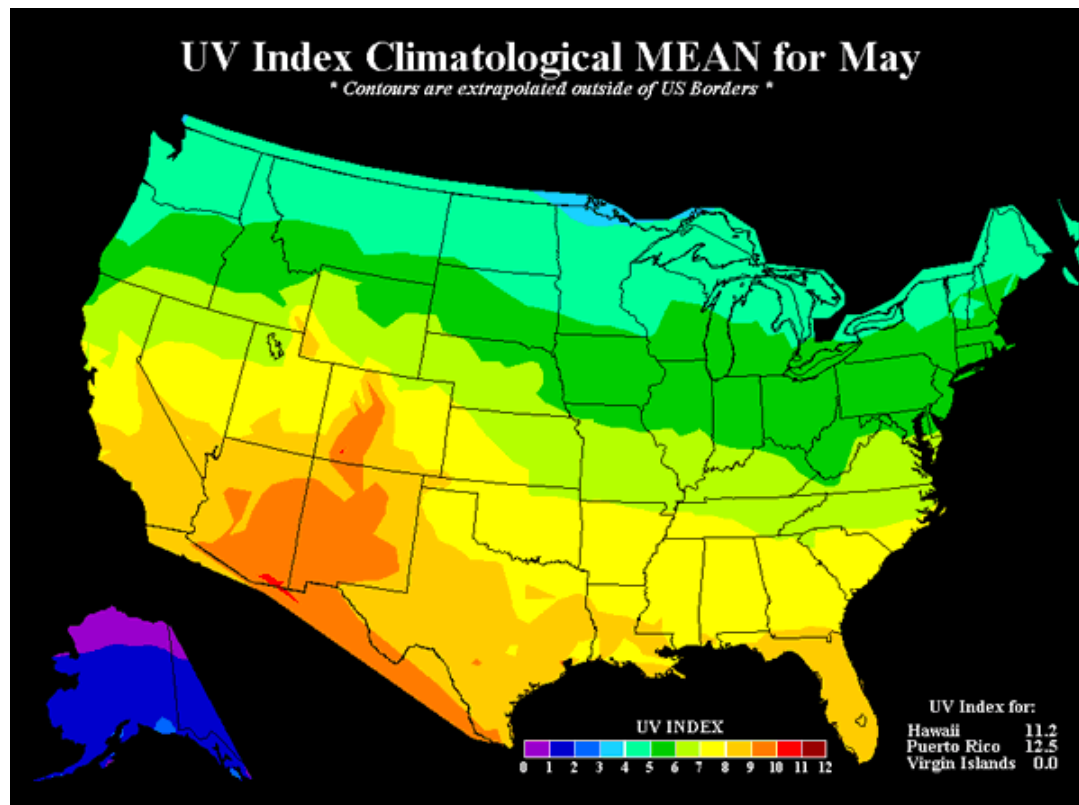 UV Index Climatological MEAN for May
* Contours are extrapolated outside of US Borders *
UV INDEX
0 1 2 3 4 5 6 7 8 9 10 11 12
UV Index for:
Hawaii 11.2
Puerto Rico 12.5
Virgin Islands 0.0